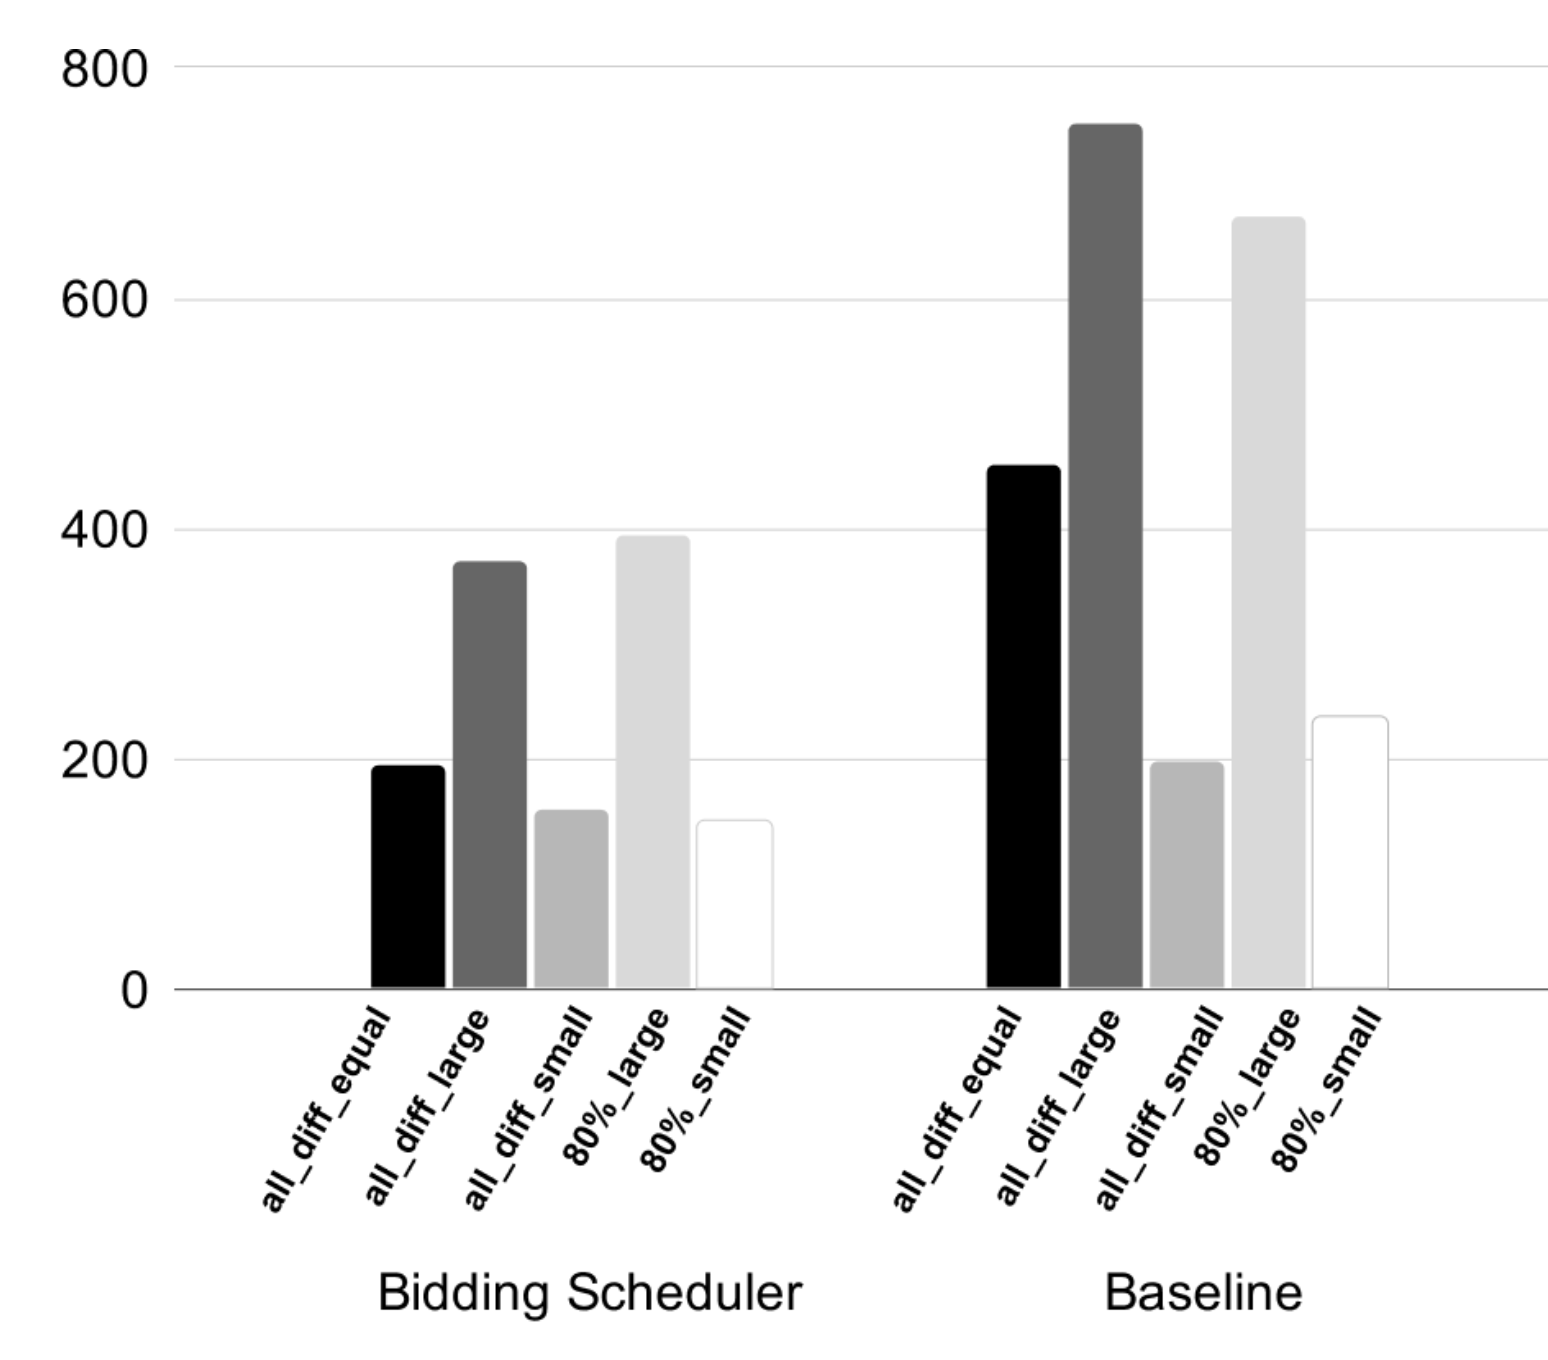 800
600
400
200
0
all_diff_equal
all_diff_large
all_diff_small
80%_large
80%_small
all_diff_equal
all_diff_large
all_diff_small
80%_large
80%_small
Bidding Scheduler
Baseline